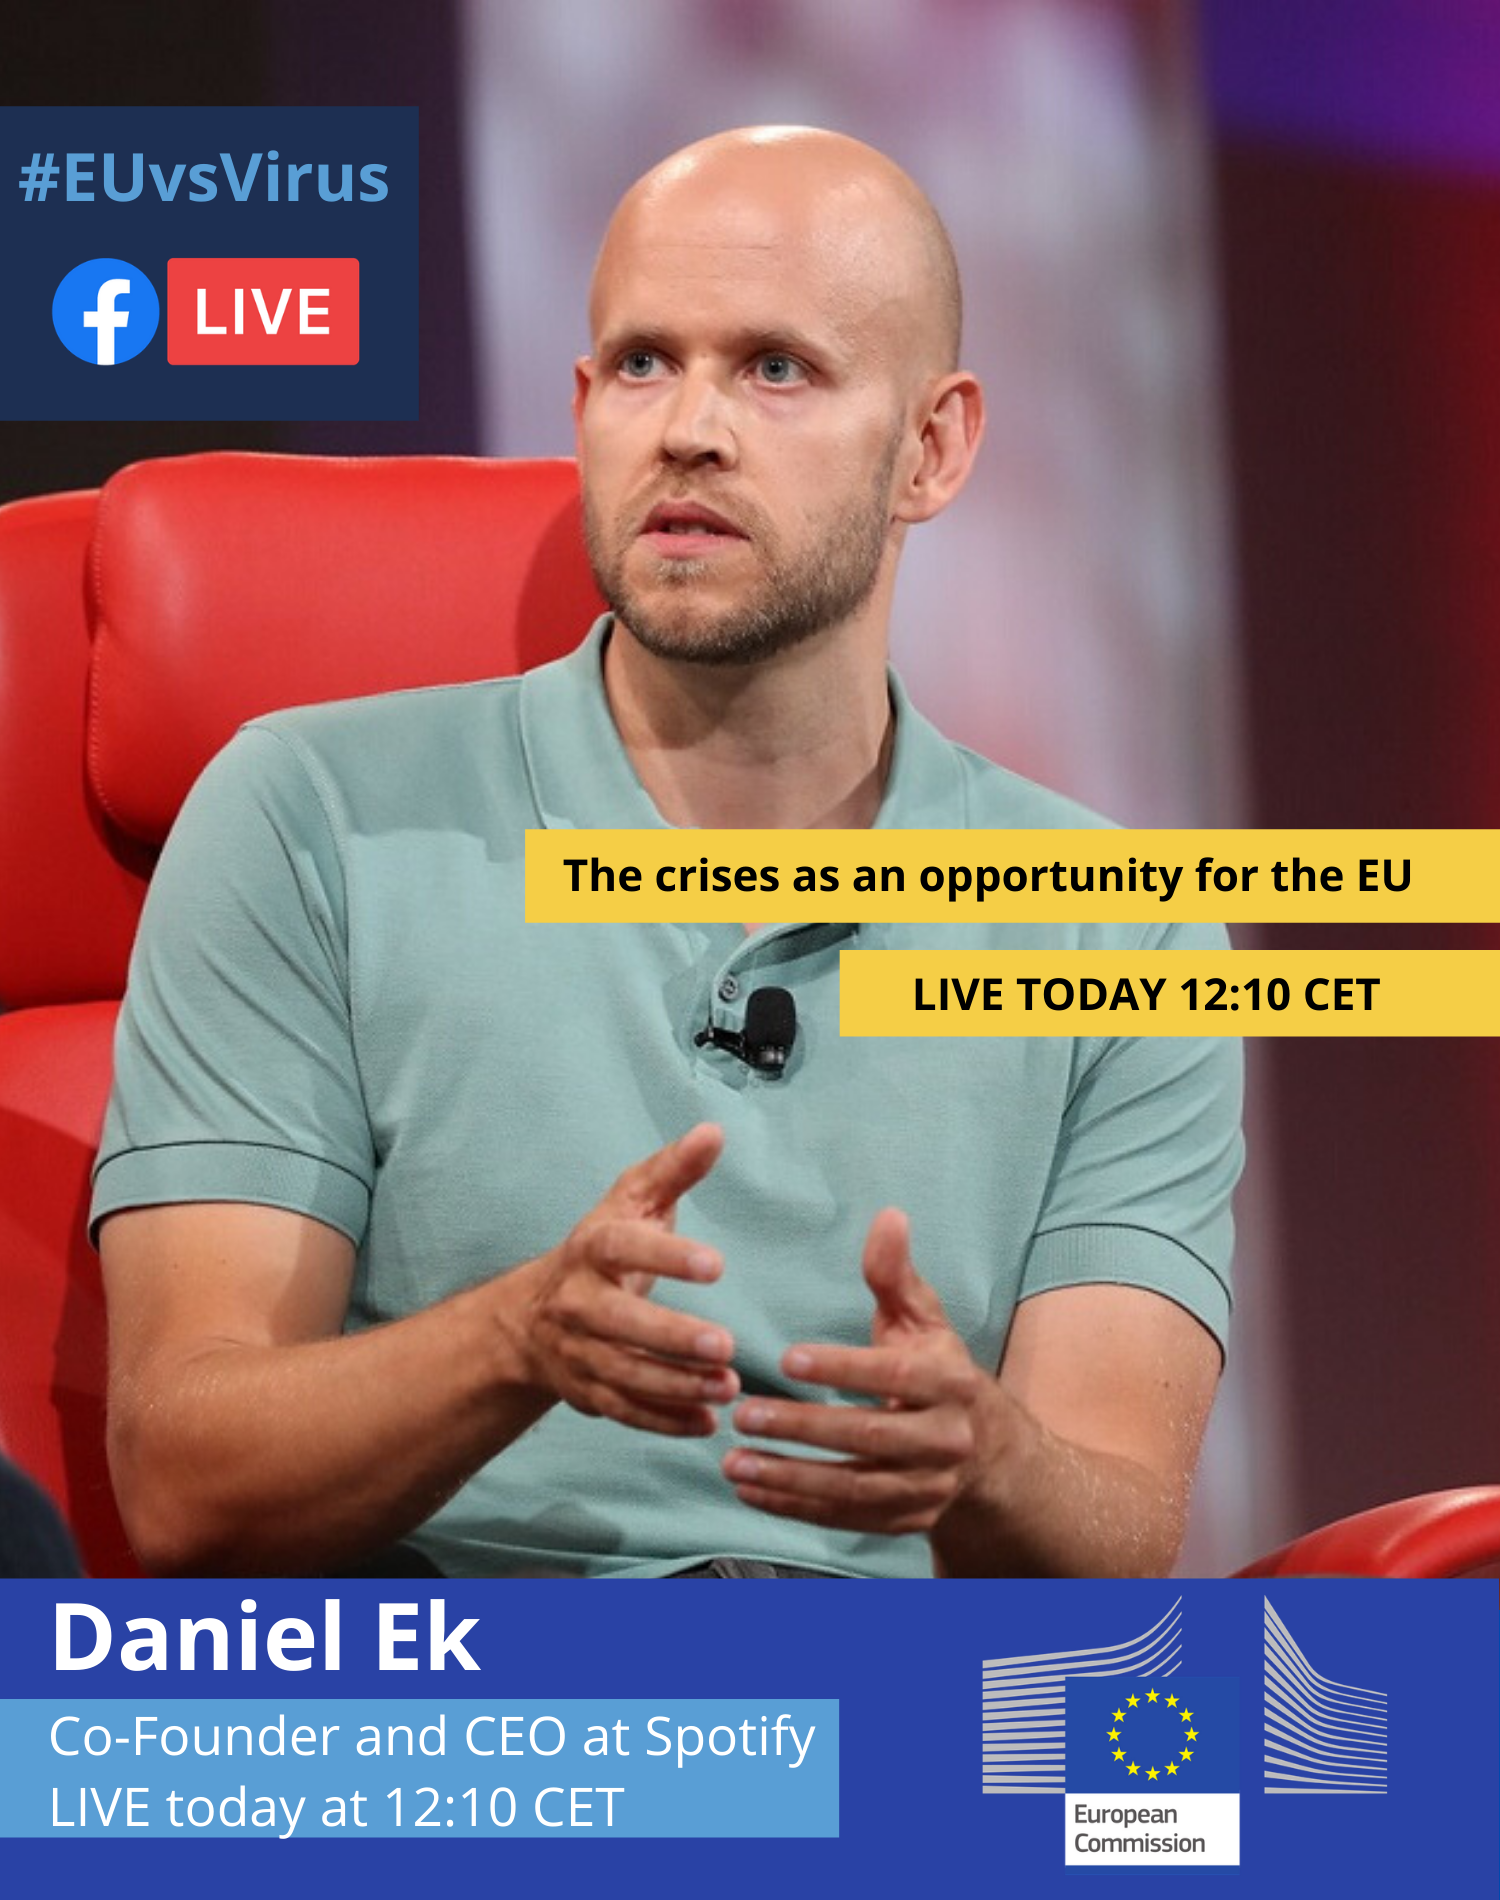 #EUvsVirus
f LIVE
The crises as an opportunity for the EU
LIVE TODAY 12:10 CET
Daniel Ek
Co-Founder and CEO at Spotify
LIVE today at 12:10 CET
European
Commission